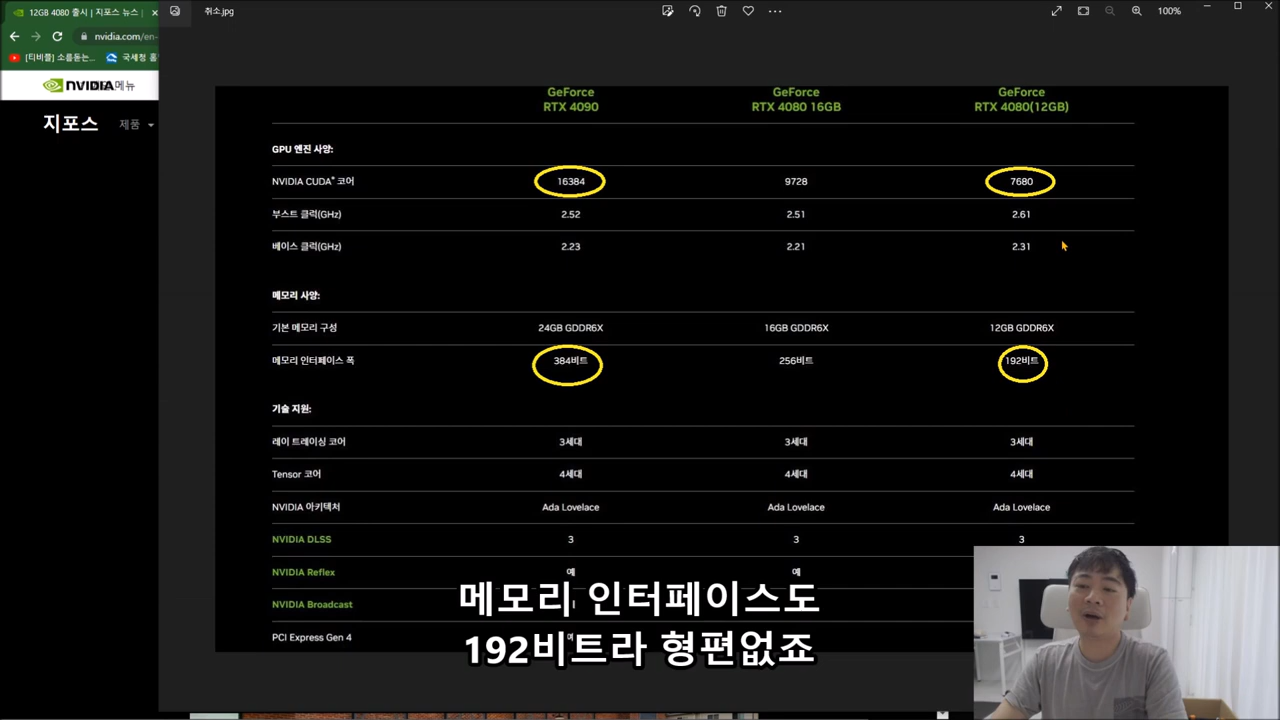 12GB 4080 출시 | 지포스 뉴스 |
취소.jpg
100%
nvidia.com/en-
[티비플] 소름돋는...
국세청 홈
NVIDIA
메뉴
지포스
제품
GeForce RTX 4090
GeForce RTX 4080 16GB
GeForce RTX 4080(12GB)
GPU 엔진 사양:
NVIDIA CUDA® 코어 16384 9728 7680
부스트 클럭(GHz) 2.52 2.51 2.61
베이스 클럭(GHz) 2.23 2.21 2.31
메모리 사양:
기본 메모리 구성 24GB GDDR6X 16GB GDDR6X 12GB GDDR6X
메모리 인터페이스 폭 384비트 256비트 192비트
기술 지원:
레이 트레이싱 코어 3세대 3세대 3세대
Tensor 코어 4세대 4세대 4세대
NVIDIA 아키텍처 Ada Lovelace Ada Lovelace Ada Lovelace
NVIDIA DLSS 3 3 3
NVIDIA Reflex 예 예
NVIDIA Broadcast
PCI Express Gen 4
메모리 인터페이스도
192비트라 형편없죠